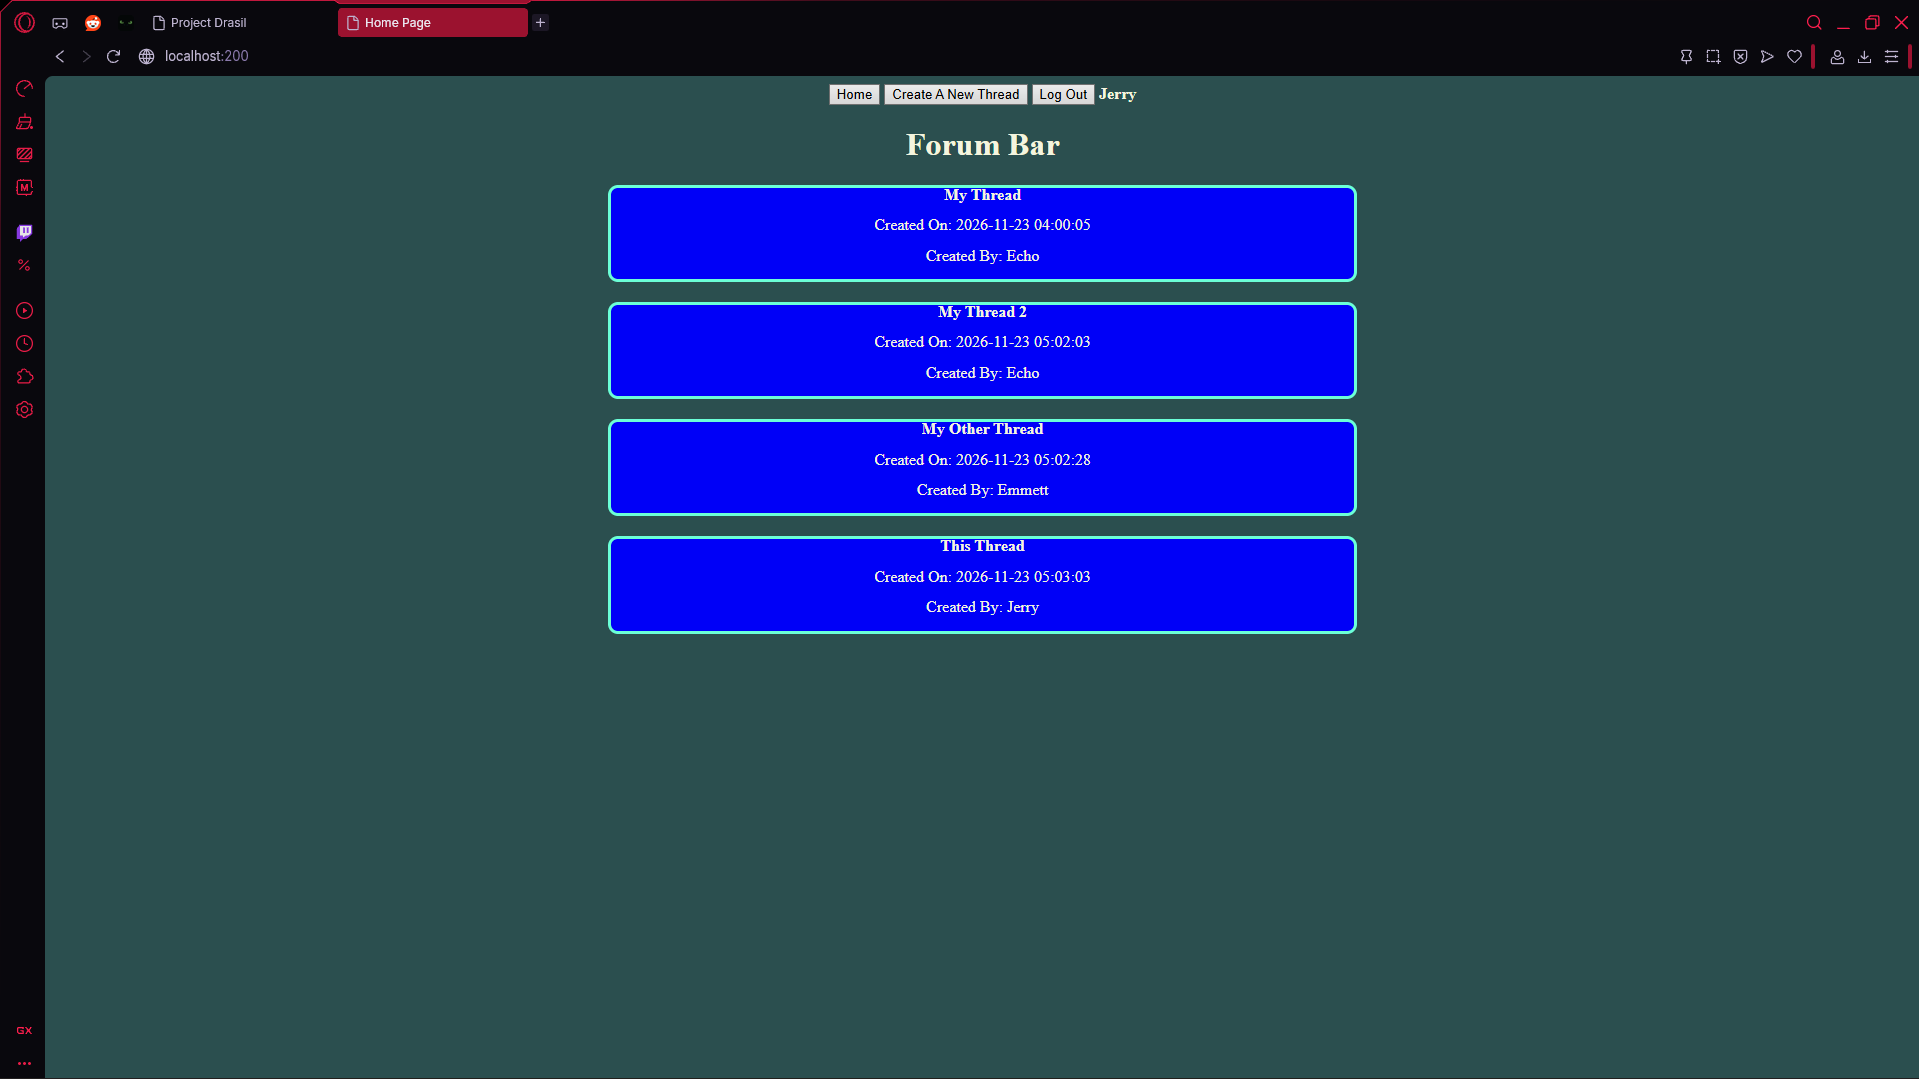 Project Drasil
Home Page
localhost:200
Home Create A New Thread Log Out Jerry
Forum Bar
My Thread
Created On: 2026-11-23 04:00:05
Created By: Echo
My Thread 2
Created On: 2026-11-23 05:02:03
Created By: Echo
My Other Thread
Created On: 2026-11-23 05:02:28
Created By: Emmett
This Thread
Created On: 2026-11-23 05:03:03
Created By: Jerry
GX